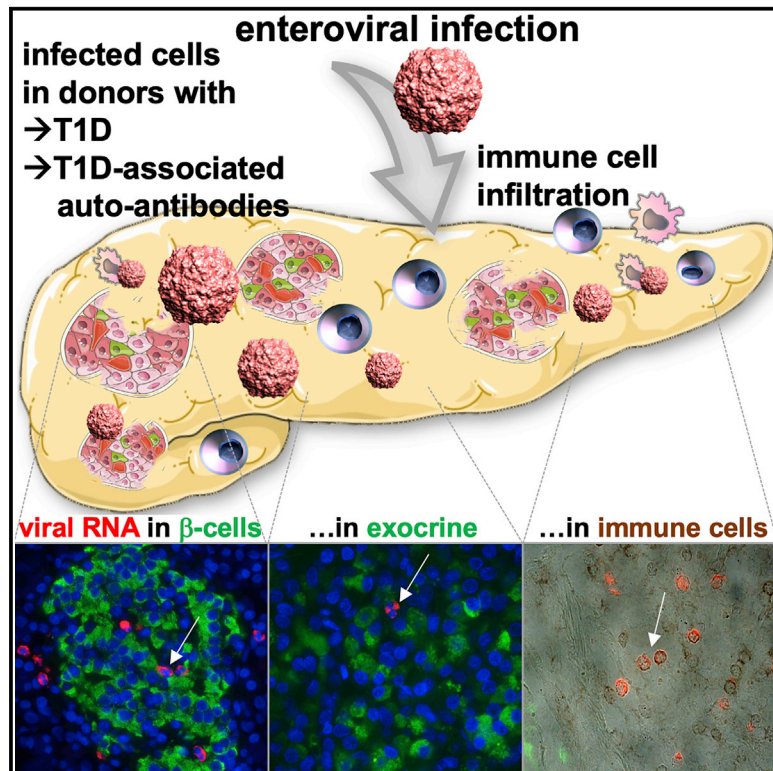 enteroviral infection
infected cells
in donors with
→T1D
→T1D-associated
auto-antibodies
immune cell
infiltration
viral RNA in β-cells
...in exocrine
...in immune cells